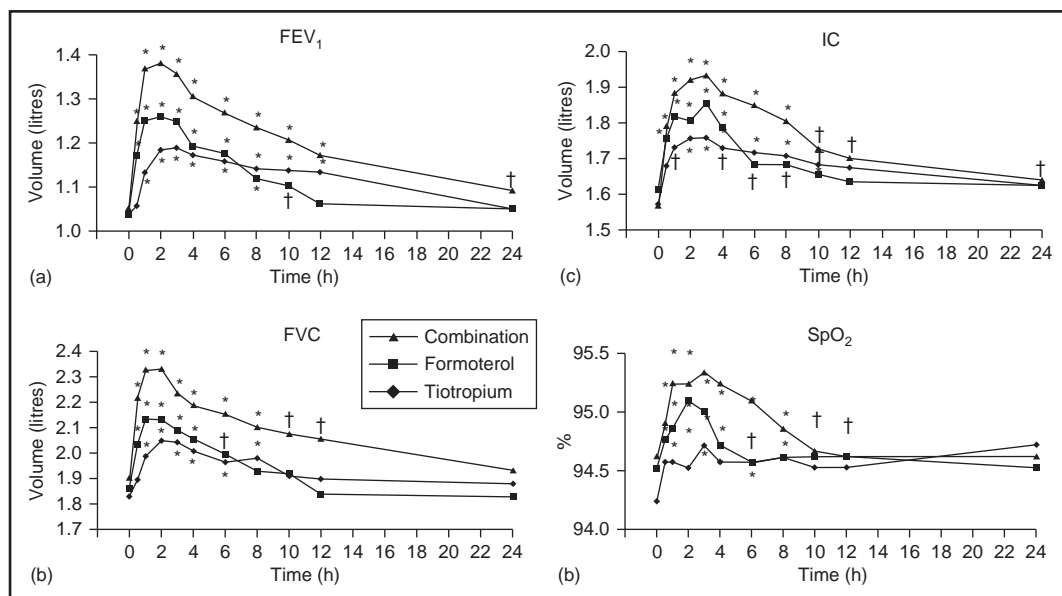 (a)
FEV₁
Volume (litres)
1.4
1.3
1.2
1.1
1.0
0 2 4 6 8 10 12 14 16 18 20 22 24
Time (h)
* * * * * * * * *
* * * * * * * †
* * * * * * * * *
†
(c)
IC
Volume (litres)
2.0
1.9
1.8
1.7
1.6
1.5
0 2 4 6 8 10 12 14 16 18 20 22 24
Time (h)
* * * * * * * * † † †
* * * * * † †
† * * † * * †
(b)
FVC
Volume (litres)
2.4
2.3
2.2
2.1
2.0
1.9
1.8
1.7
0 2 4 6 8 10 12 14 16 18 20 22 24
Time (h)
* * * * * * * † †
* * * * * †
* * * * * *
Combination
Formoterol
Tiotropium
(b)
SpO₂
%
95.5
95.0
94.5
94.0
0 2 4 6 8 10 12 14 16 18 20 22 24
Time (h)
* * * * * * * † †
* * * * * †
* * * *